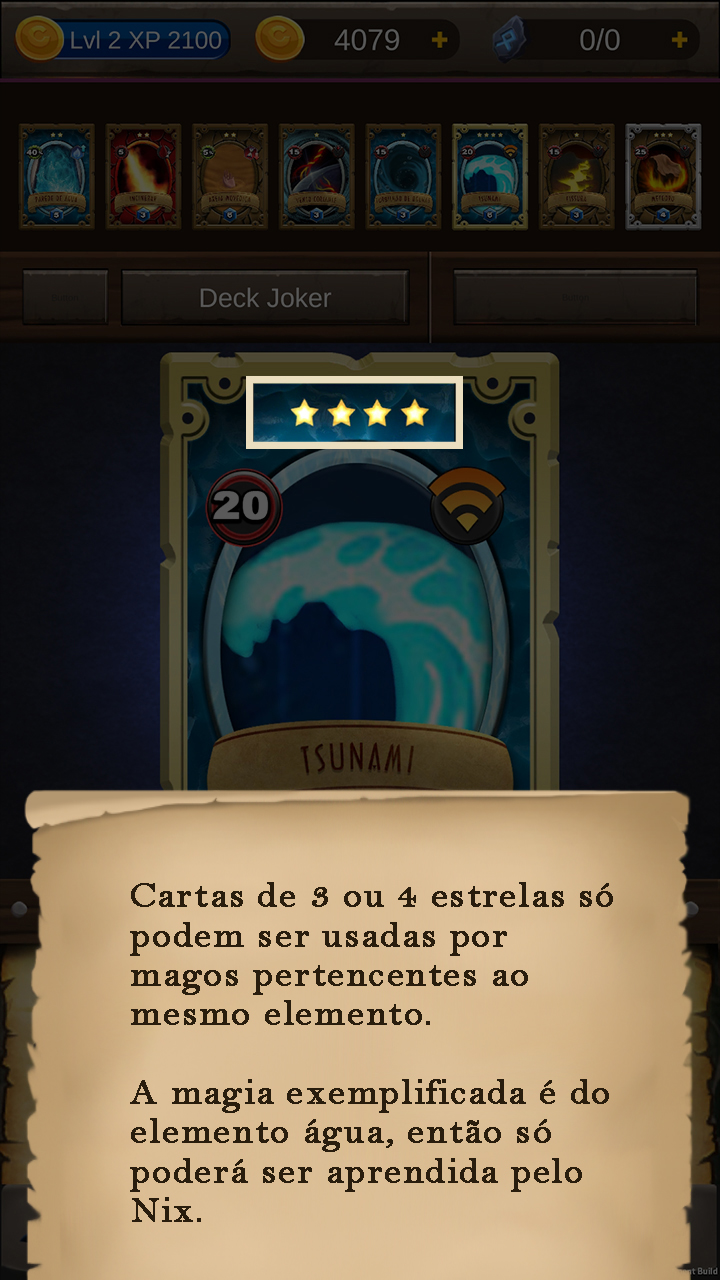 Lvl 2 XP 2100
4079
0/0
Deck Joker
20
TSUNAMI
Cartas de 3 ou 4 estrelas só
podem ser usadas por
magos pertencentes ao
mesmo elemento.
A magia exemplificada é do
elemento água, então só
poderá ser aprendida pelo
Nix.